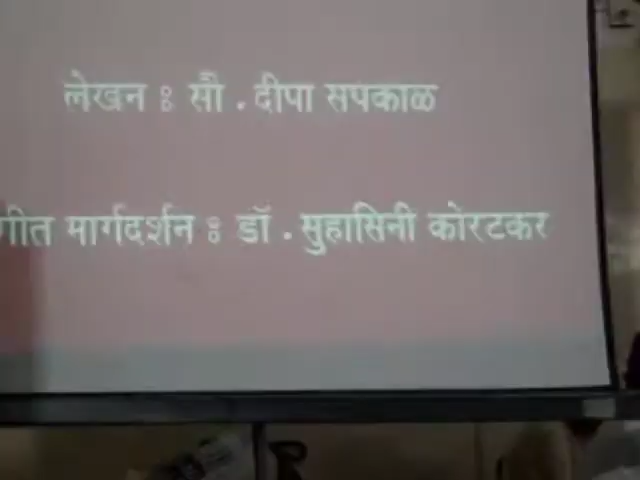 लेखन : सौ . दीपा सपकाळ
गीत मार्गदर्शन : डॉ . सुहासिनी कोरटकर